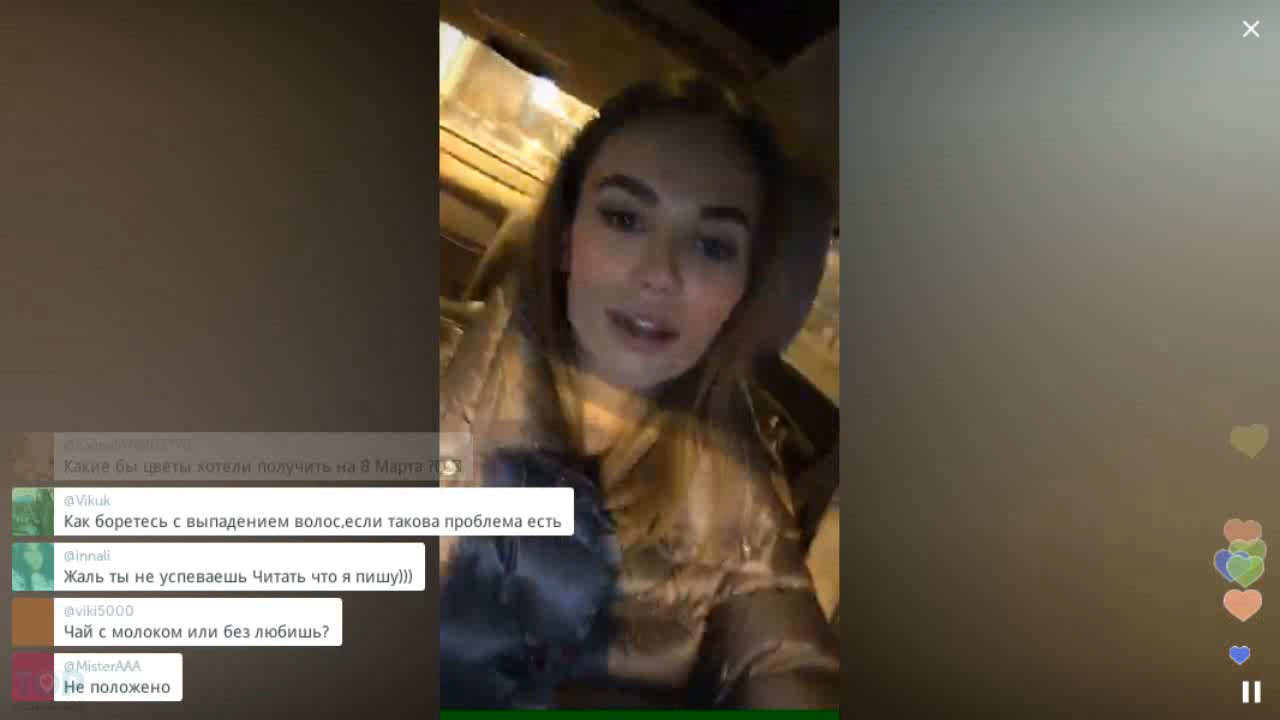 Какие бы цветы хотели получить на 8 Марта ?
@Vikuk
Как боретесь с выпадением волос,если такова проблема есть
@innali
Жаль ты не успеваешь Читать что я пишу)))
@viki5000
Чай с молоком или без любишь?
@MisterAAA
Не положено